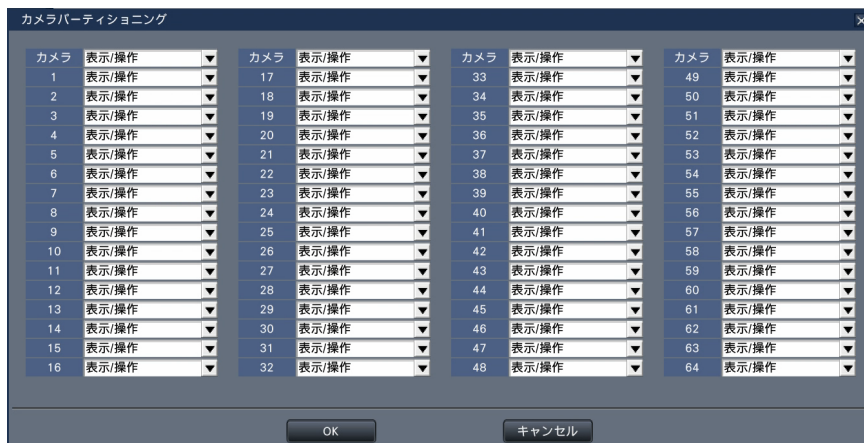 カメラパーティショニング
カメラ 表示/操作 カメラ 表示/操作 カメラ 表示/操作 カメラ 表示/操作
1 表示/操作 17 表示/操作 33 表示/操作 49 表示/操作
2 表示/操作 18 表示/操作 34 表示/操作 50 表示/操作
3 表示/操作 19 表示/操作 35 表示/操作 51 表示/操作
4 表示/操作 20 表示/操作 36 表示/操作 52 表示/操作
5 表示/操作 21 表示/操作 37 表示/操作 53 表示/操作
6 表示/操作 22 表示/操作 38 表示/操作 54 表示/操作
7 表示/操作 23 表示/操作 39 表示/操作 55 表示/操作
8 表示/操作 24 表示/操作 40 表示/操作 56 表示/操作
9 表示/操作 25 表示/操作 41 表示/操作 57 表示/操作
10 表示/操作 26 表示/操作 42 表示/操作 58 表示/操作
11 表示/操作 27 表示/操作 43 表示/操作 59 表示/操作
12 表示/操作 28 表示/操作 44 表示/操作 60 表示/操作
13 表示/操作 29 表示/操作 45 表示/操作 61 表示/操作
14 表示/操作 30 表示/操作 46 表示/操作 62 表示/操作
15 表示/操作 31 表示/操作 47 表示/操作 63 表示/操作
16 表示/操作 32 表示/操作 48 表示/操作 64 表示/操作
OK キャンセル